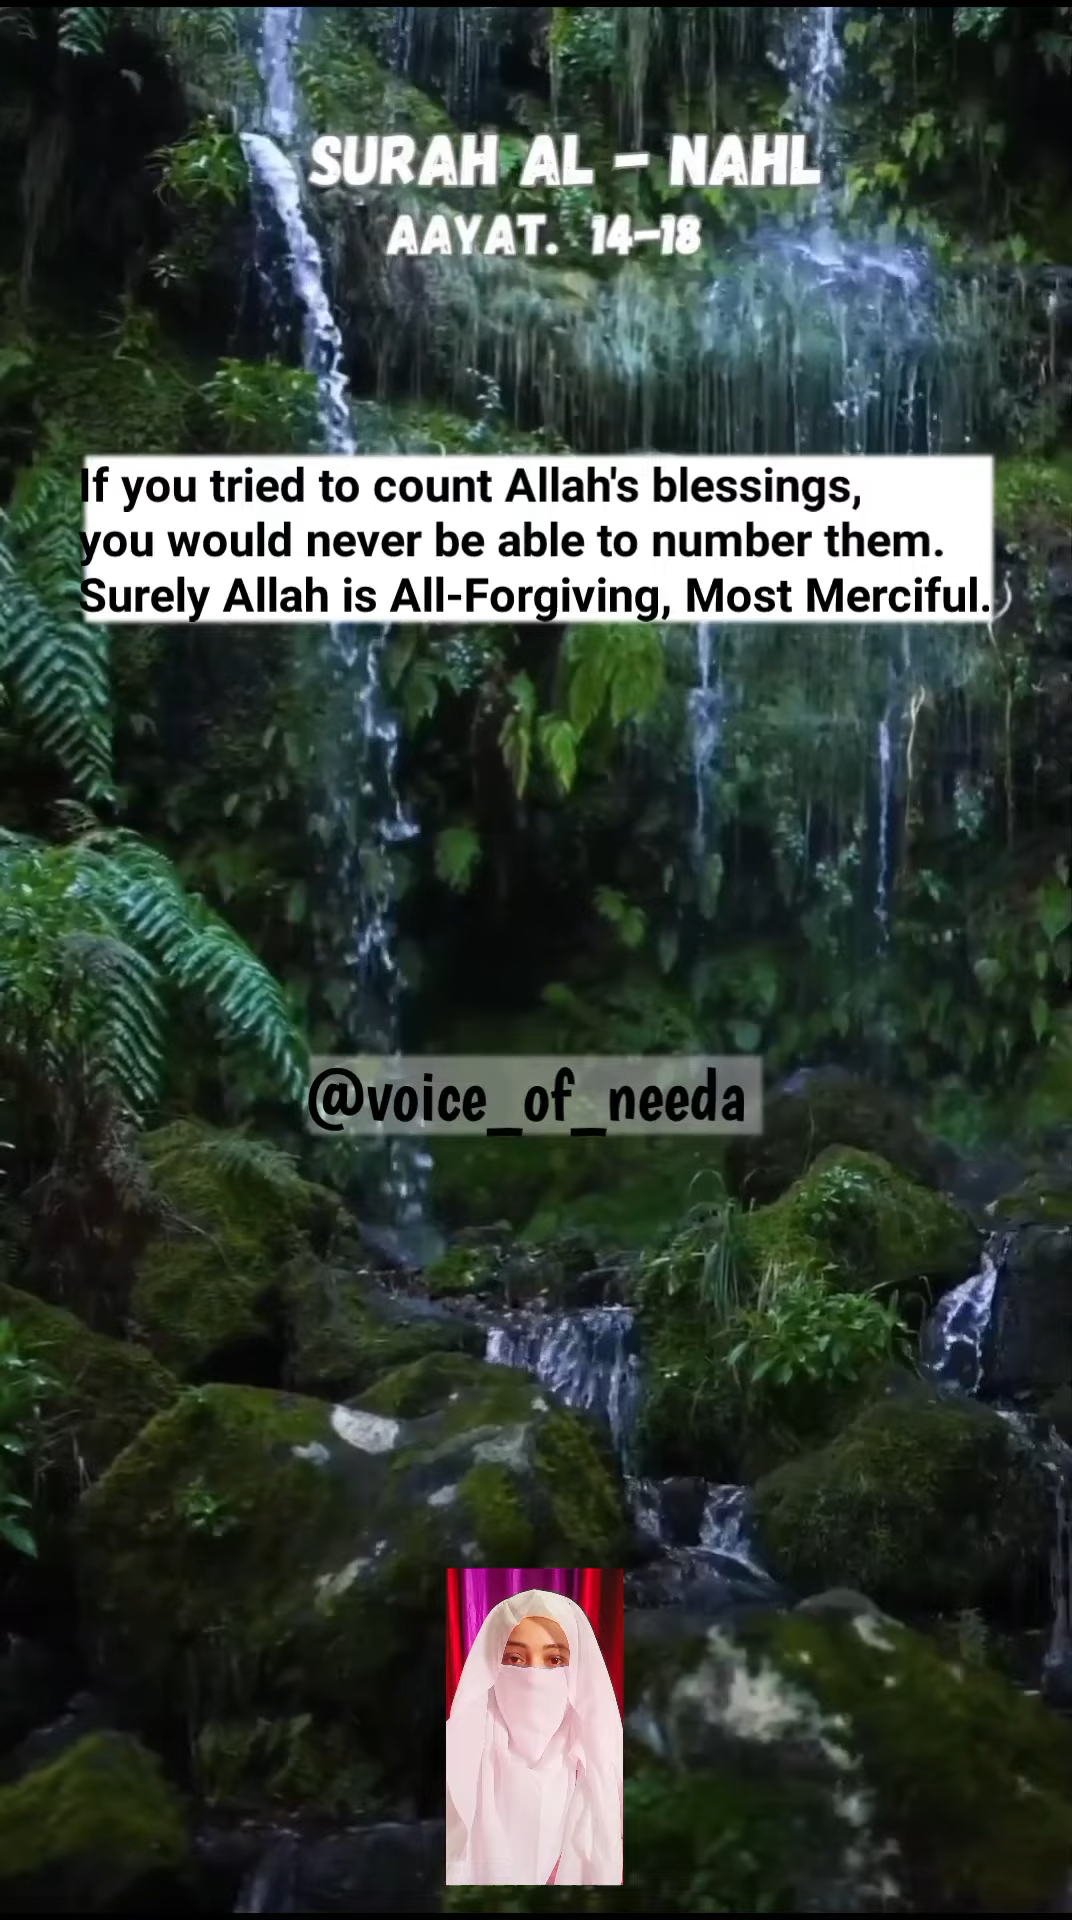 SURAH AL - NAHL
AAYAT. 14-18
If you tried to count Allah's blessings,
you would never be able to number them.
Surely Allah is All-Forgiving, Most Merciful.
@voice_of_needa